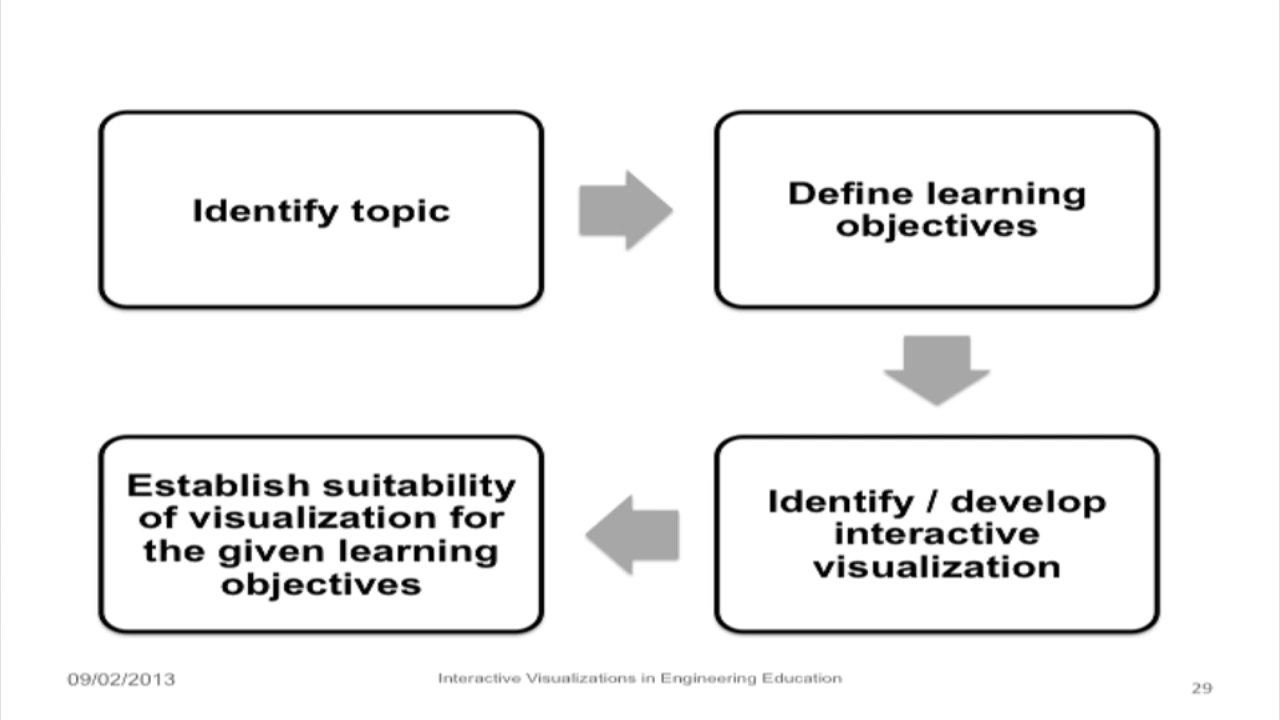 Identify topic
Define learning
objectives
Identify / develop
interactive
visualization
Establish suitability
of visualization for
the given learning
objectives
09/02/2013
Interactive Visualizations in Engineering Education
29